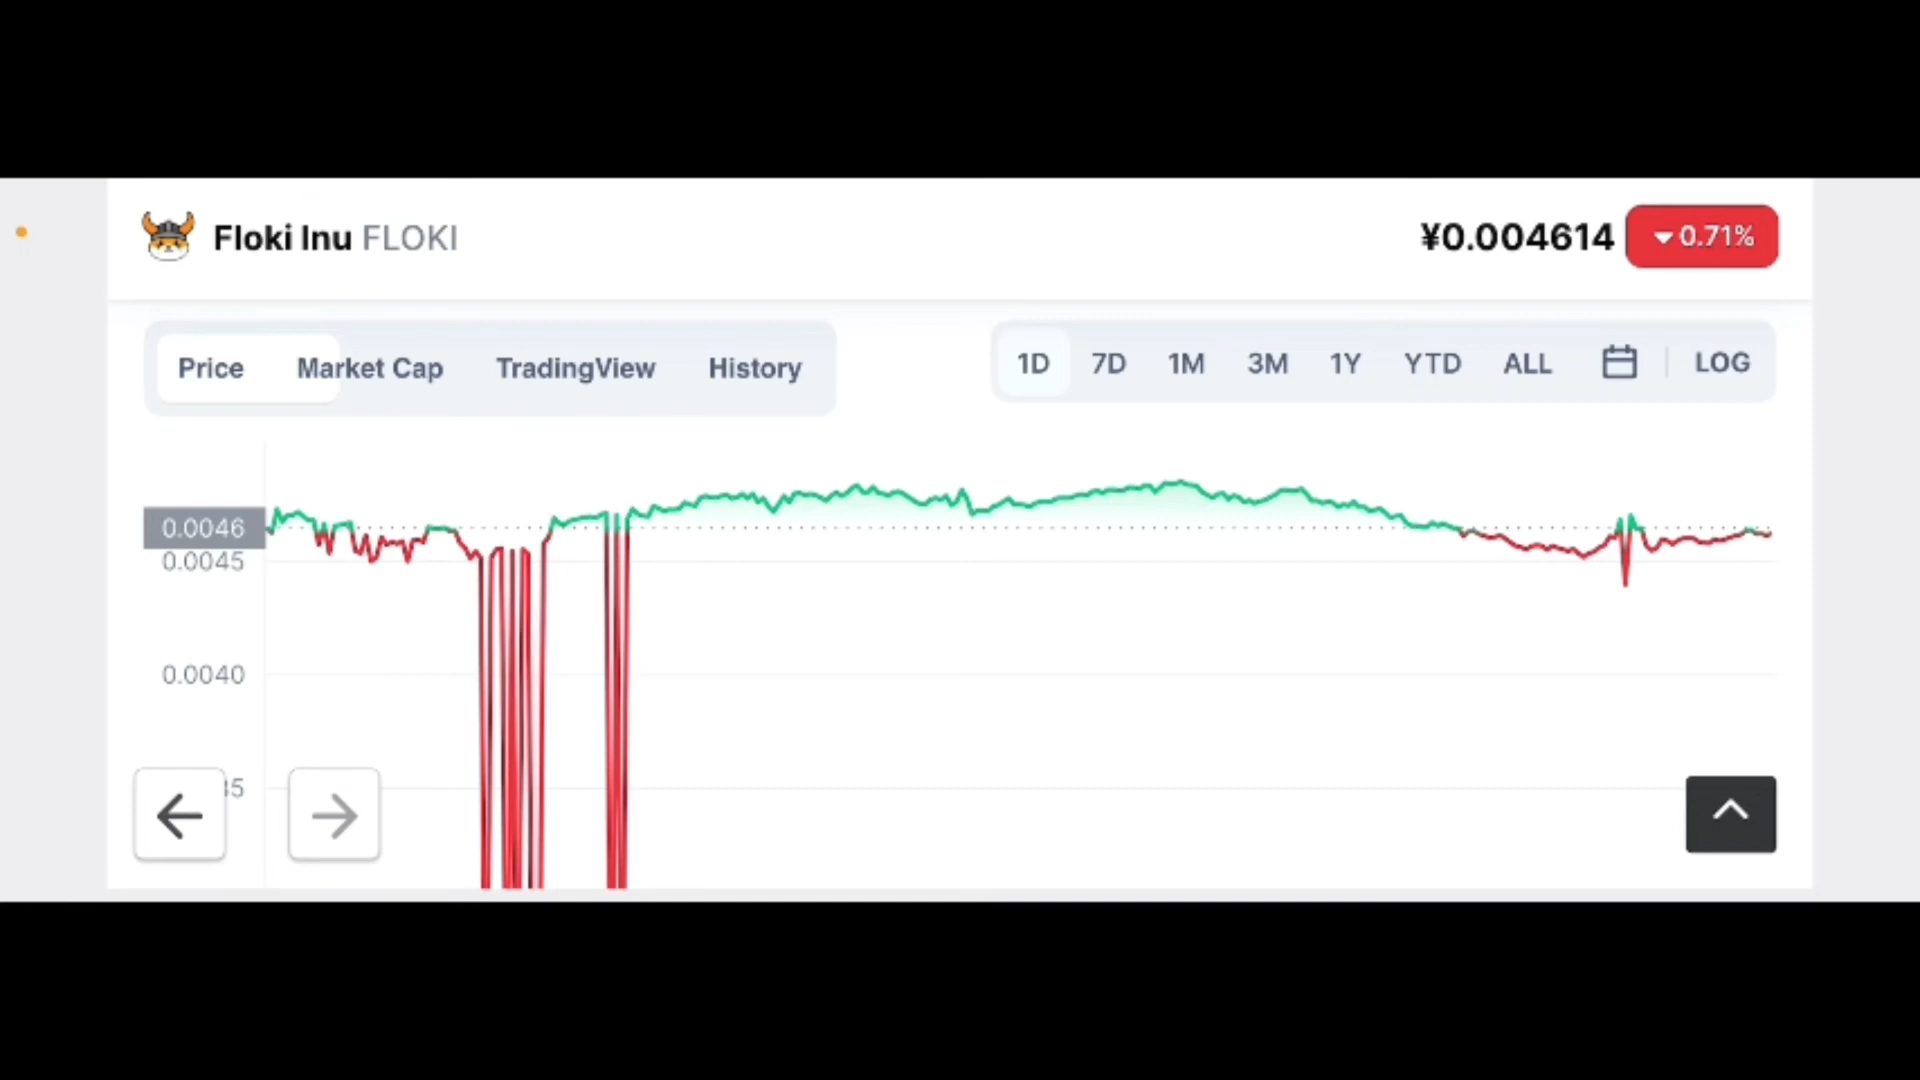 Floki Inu FLOKI
¥0.004614 0.71%
Price Market Cap TradingView History
1D 7D 1M 3M 1Y YTD ALL LOG
0.0046
0.0045
0.0040
35